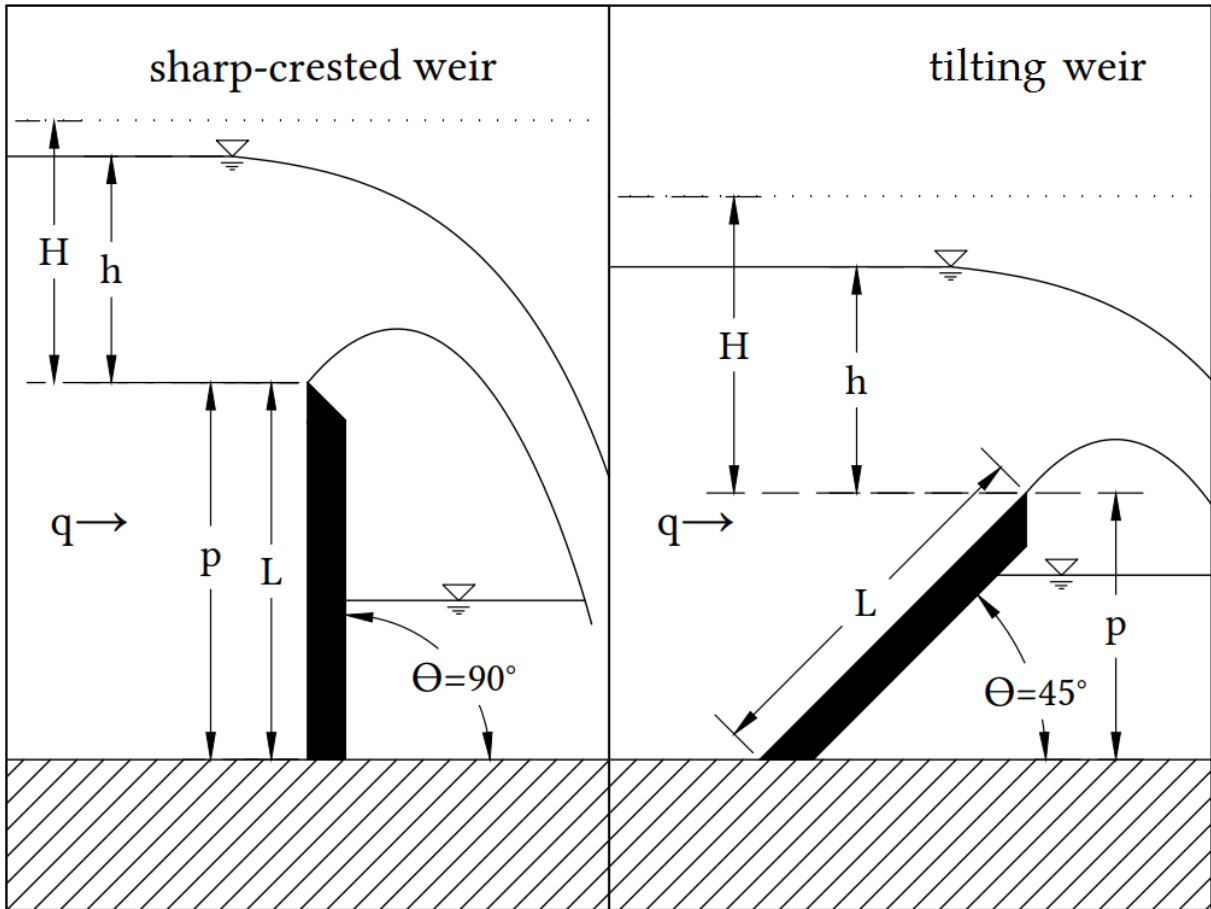 sharp-crested weir
H
h
q→
p
L
Ɵ=90°
tilting weir
H
h
q→
L
p
Ɵ=45°